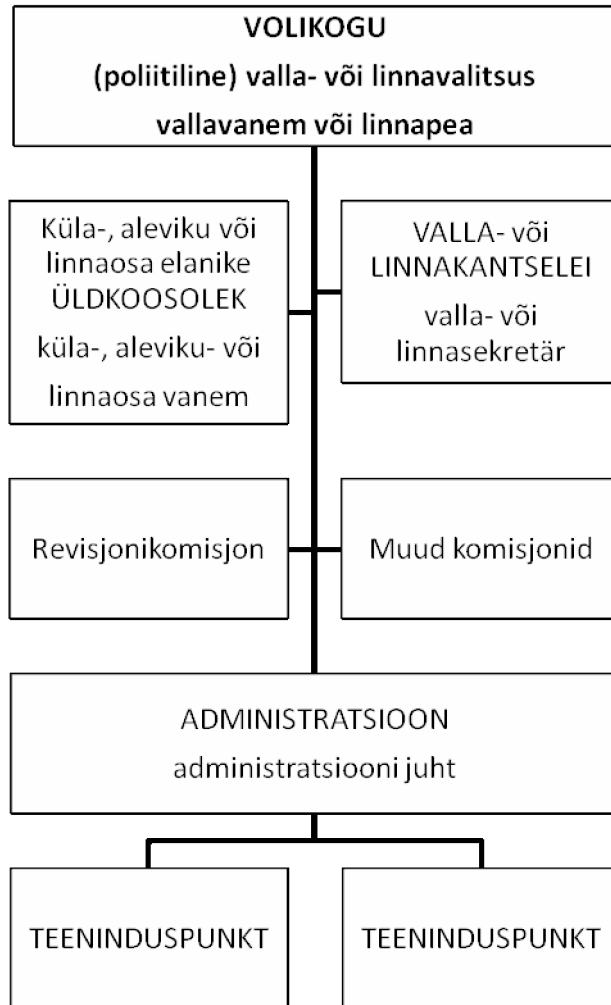 VOLIKOGU
(poliitiline) valla- või linnavalitsus
vallavanem või linnapea
Küla-, aleviku või
linnaosa elanike
ÜLDKOOSOLEK
küla-, aleviku- või
linnaosa vanem
VALLA- või
LINNAKANTSELEI
valla- või
linnasekretär
Revisjonikomisjon
Muud komisjonid
ADMINISTRATSIOON
administratsiooni juht
TEENINDUSPUNKT
TEENINDUSPUNKT